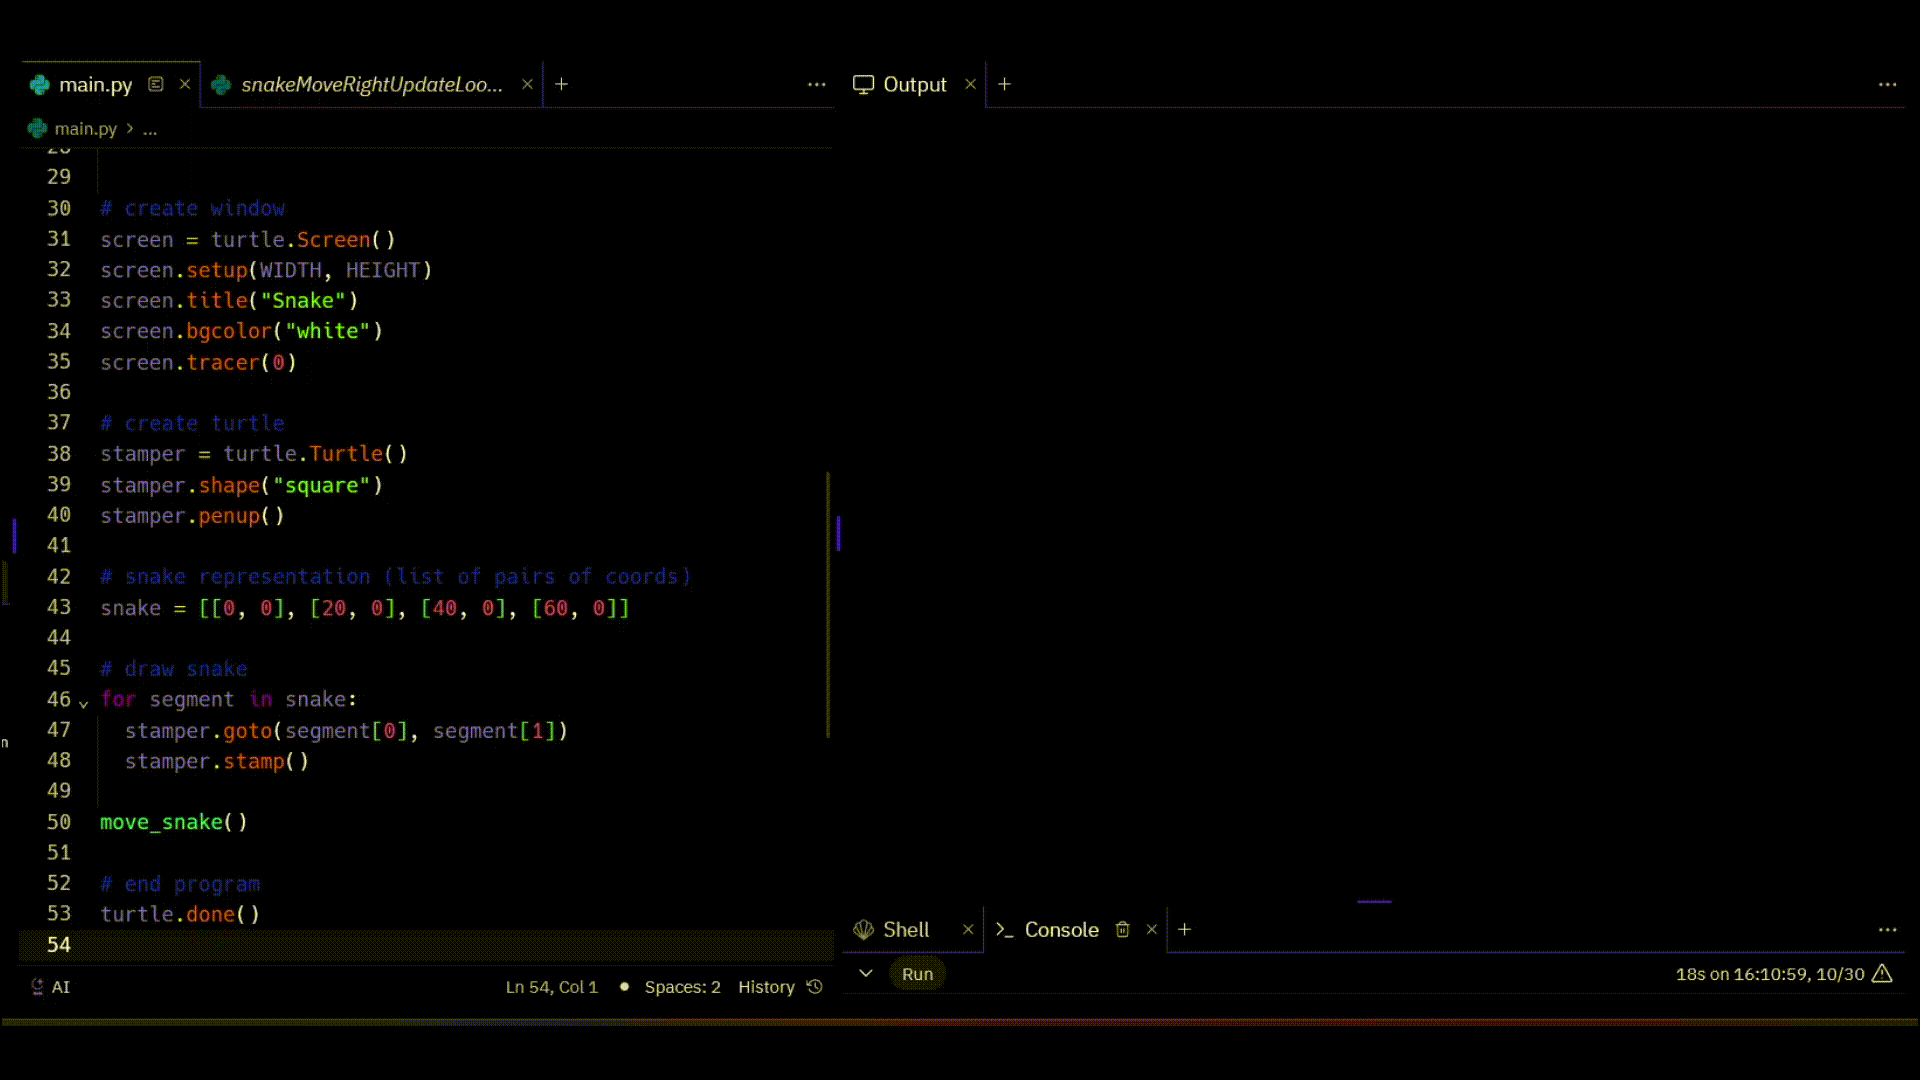 main.py
snakeMoveRightUpdateLoo...
Output
main.py > ...
29
30 # create window
31 screen = turtle.Screen()
32 screen.setup(WIDTH, HEIGHT)
33 screen.title("Snake")
34 screen.bgcolor("white")
35 screen.tracer(0)
36
37 # create turtle
38 stamper = turtle.Turtle()
39 stamper.shape("square")
40 stamper.penup()
41
42 # snake representation (list of pairs of coords)
43 snake = [[0, 0], [20, 0], [40, 0], [60, 0]]
44
45 # draw snake
46 for segment in snake:
47 stamper.goto(segment[0], segment[1])
48 stamper.stamp()
49
50 move_snake()
51
52 # end program
53 turtle.done()
54
n
AI
Ln 54, Col 1 • Spaces: 2 History
Shell
Console
Run
18s on 16:10:59, 10/30